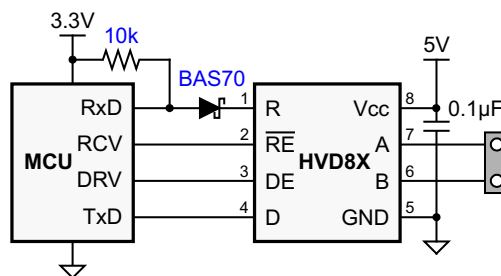 3.3V
10k
BAS70
5V
RxD
1
R
Vcc
8
0.1µF
RCV
2
RE
A
7
MCU
HVD8X
DRV
3
DE
B
6
TxD
4
D
GND
5